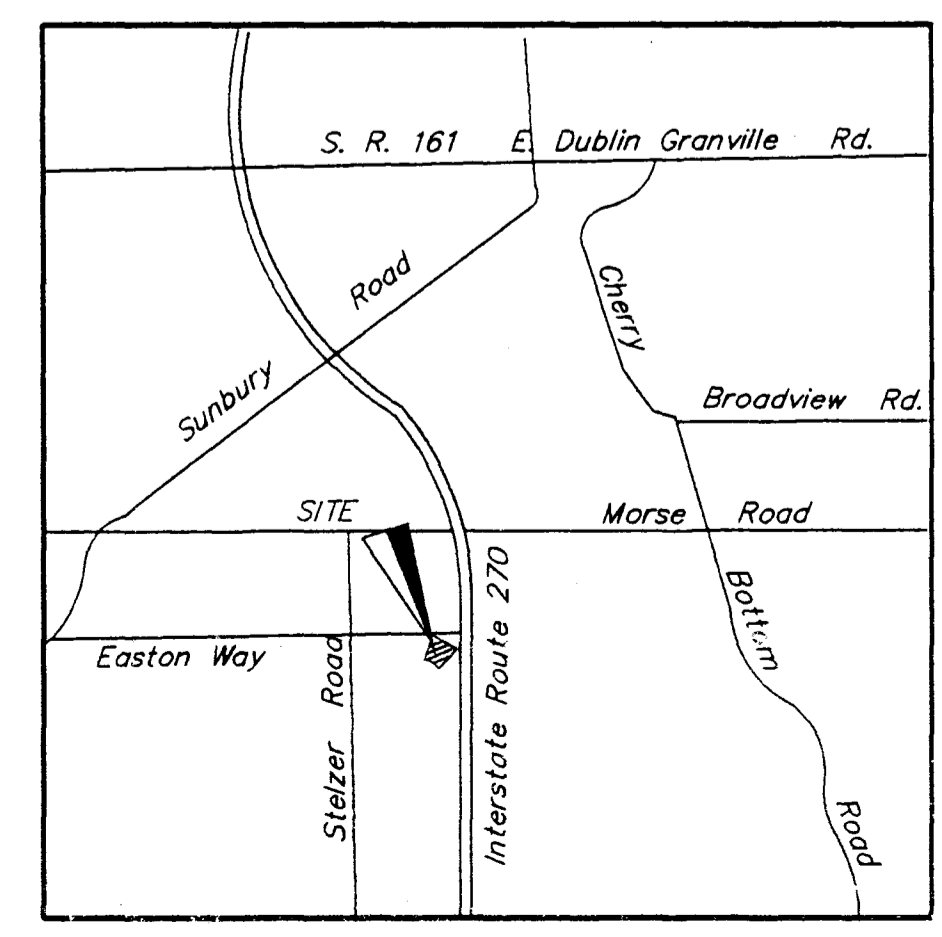 S. R. 161 E. Dublin Granville Rd.
Sunbury Road
Cherry
Broadview Rd.
SITE
Morse Road
Easton Way
Stelzer Road
Interstate Route 270
Bottom
Road